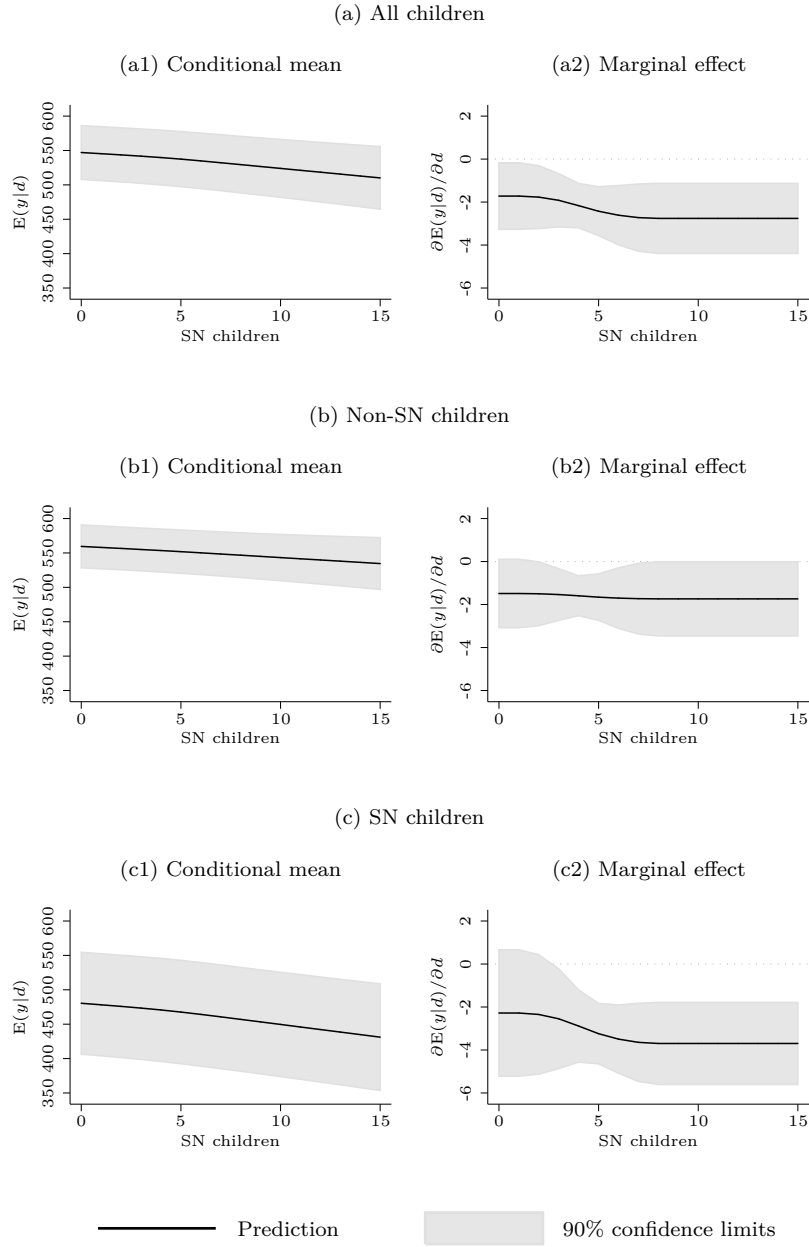 (a) All children
(a1) Conditional mean
(a2) Marginal effect
E(y|d)
350 400 450 500 550 600
0 5 10 15
SN children
∂E(y|d)/∂d
-6 -4 -2 0 2
0 5 10 15
SN children
(b) Non-SN children
(b1) Conditional mean
(b2) Marginal effect
E(y|d)
350 400 450 500 550 600
0 5 10 15
SN children
∂E(y|d)/∂d
-6 -4 -2 0 2
0 5 10 15
SN children
(c) SN children
(c1) Conditional mean
(c2) Marginal effect
E(y|d)
350 400 450 500 550 600
0 5 10 15
SN children
∂E(y|d)/∂d
-6 -4 -2 0 2
0 5 10 15
SN children
Prediction
90% confidence limits